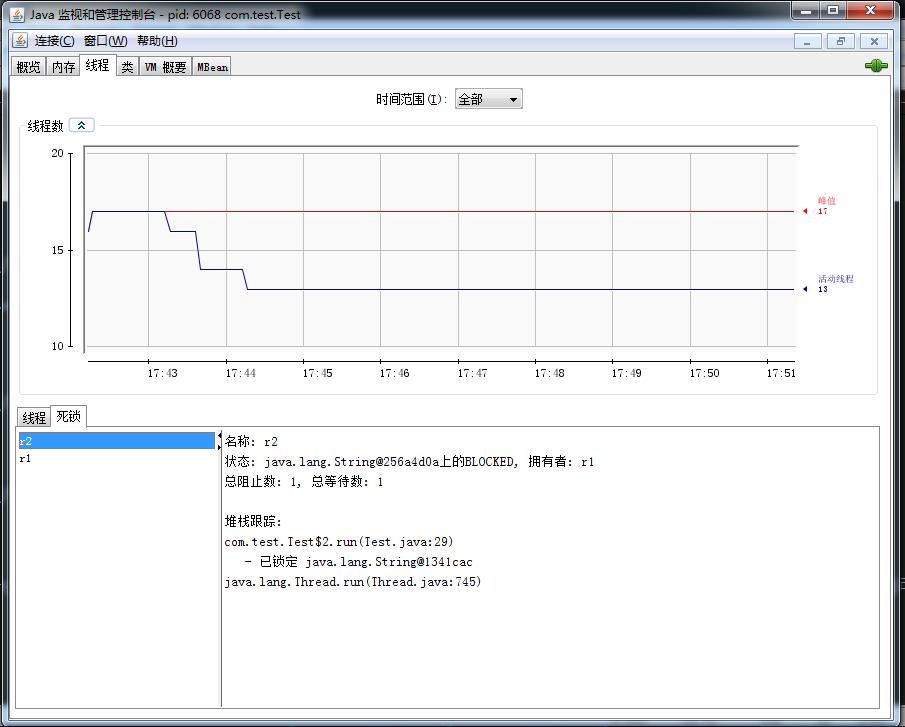 Java 监视和管理控制台 - pid: 6068 com.test.Test
连接(C) 窗口(W) 帮助(H)
概览 内存 线程 类 VM 概要 MBean
时间范围(I): 全部
线程数
20
15
10
峰值
17
活动线程
13
17:43 17:44 17:45 17:46 17:47 17:48 17:49 17:50 17:51
线程 死锁
r2
r1
名称: r2
状态: java.lang.String@256a4d0a上的BLOCKED, 拥有者: r1
总阻止数: 1, 总等待数: 1
堆栈跟踪:
com.test.Test$2.run(Test.java:29)
- 已锁定 java.lang.String@1341cac
java.lang.Thread.run(Thread.java:745)